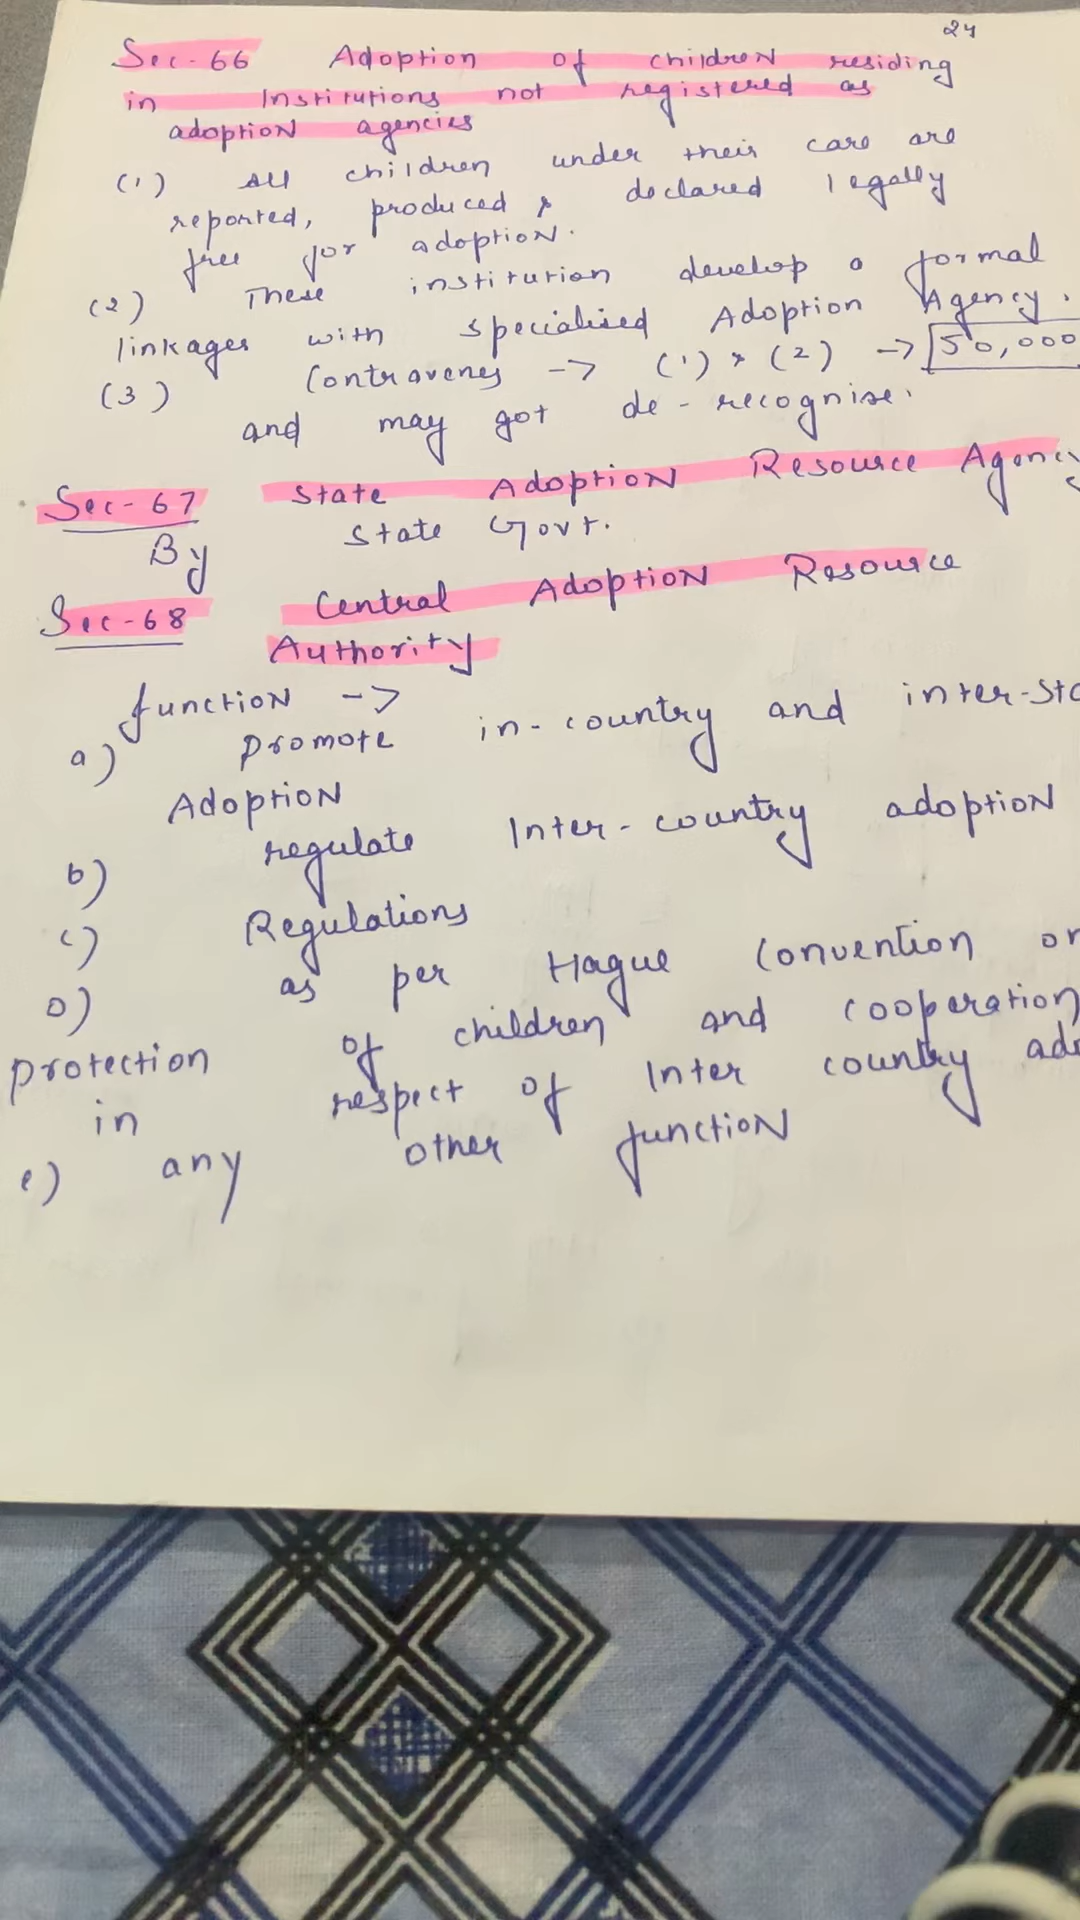 24
Sec-66 Adoption of children residing
in Institutions not registered as
adoption agencies
(1) All children under their care are
reported, produced & declared legally
free for adoption.
(2) These institution develop a formal
linkages with specialised Adoption Agency.
(3) Contravenes -> (1) & (2) -> 50,000
and may got de-recognise.
Sec-67 State Adoption Resource Agency
By State Govt.
Sec-68 Central Adoption Resource
Authority
function ->
a) promote in-country and inter-sta
Adoption
b) regulate Inter-country adoption
c) Regulations
D) as per Hague Convention on
protection of children and cooperation
in respect of Inter country ado
e) any other function